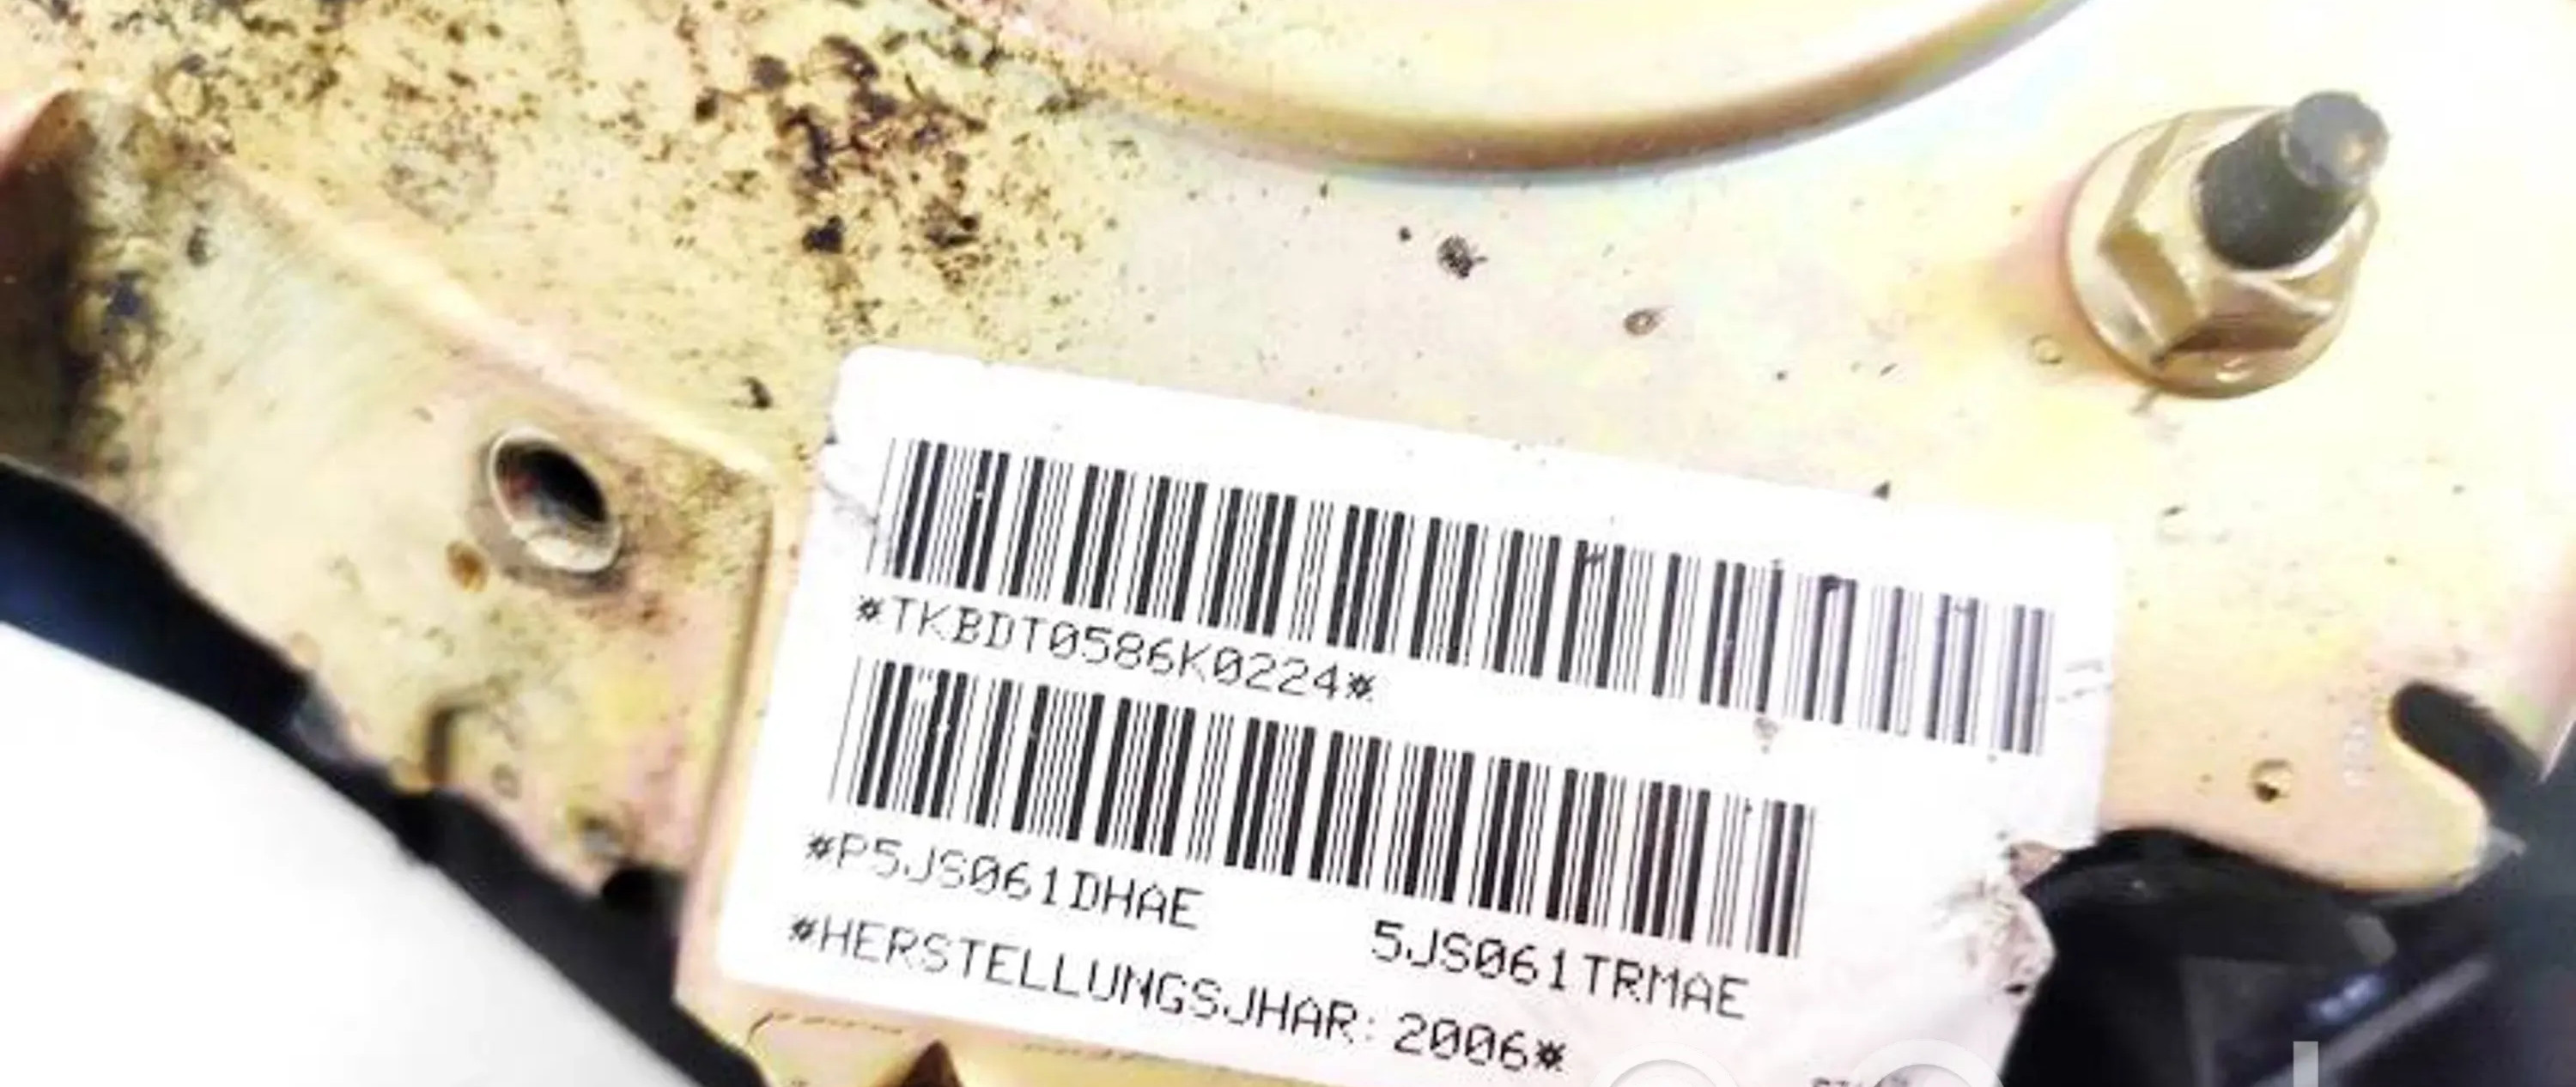 *TKBDT0586K0224*
*P5JS061DHAE 5JS061TRMAE
*HERSTELLUNGSJHAR: 2006*